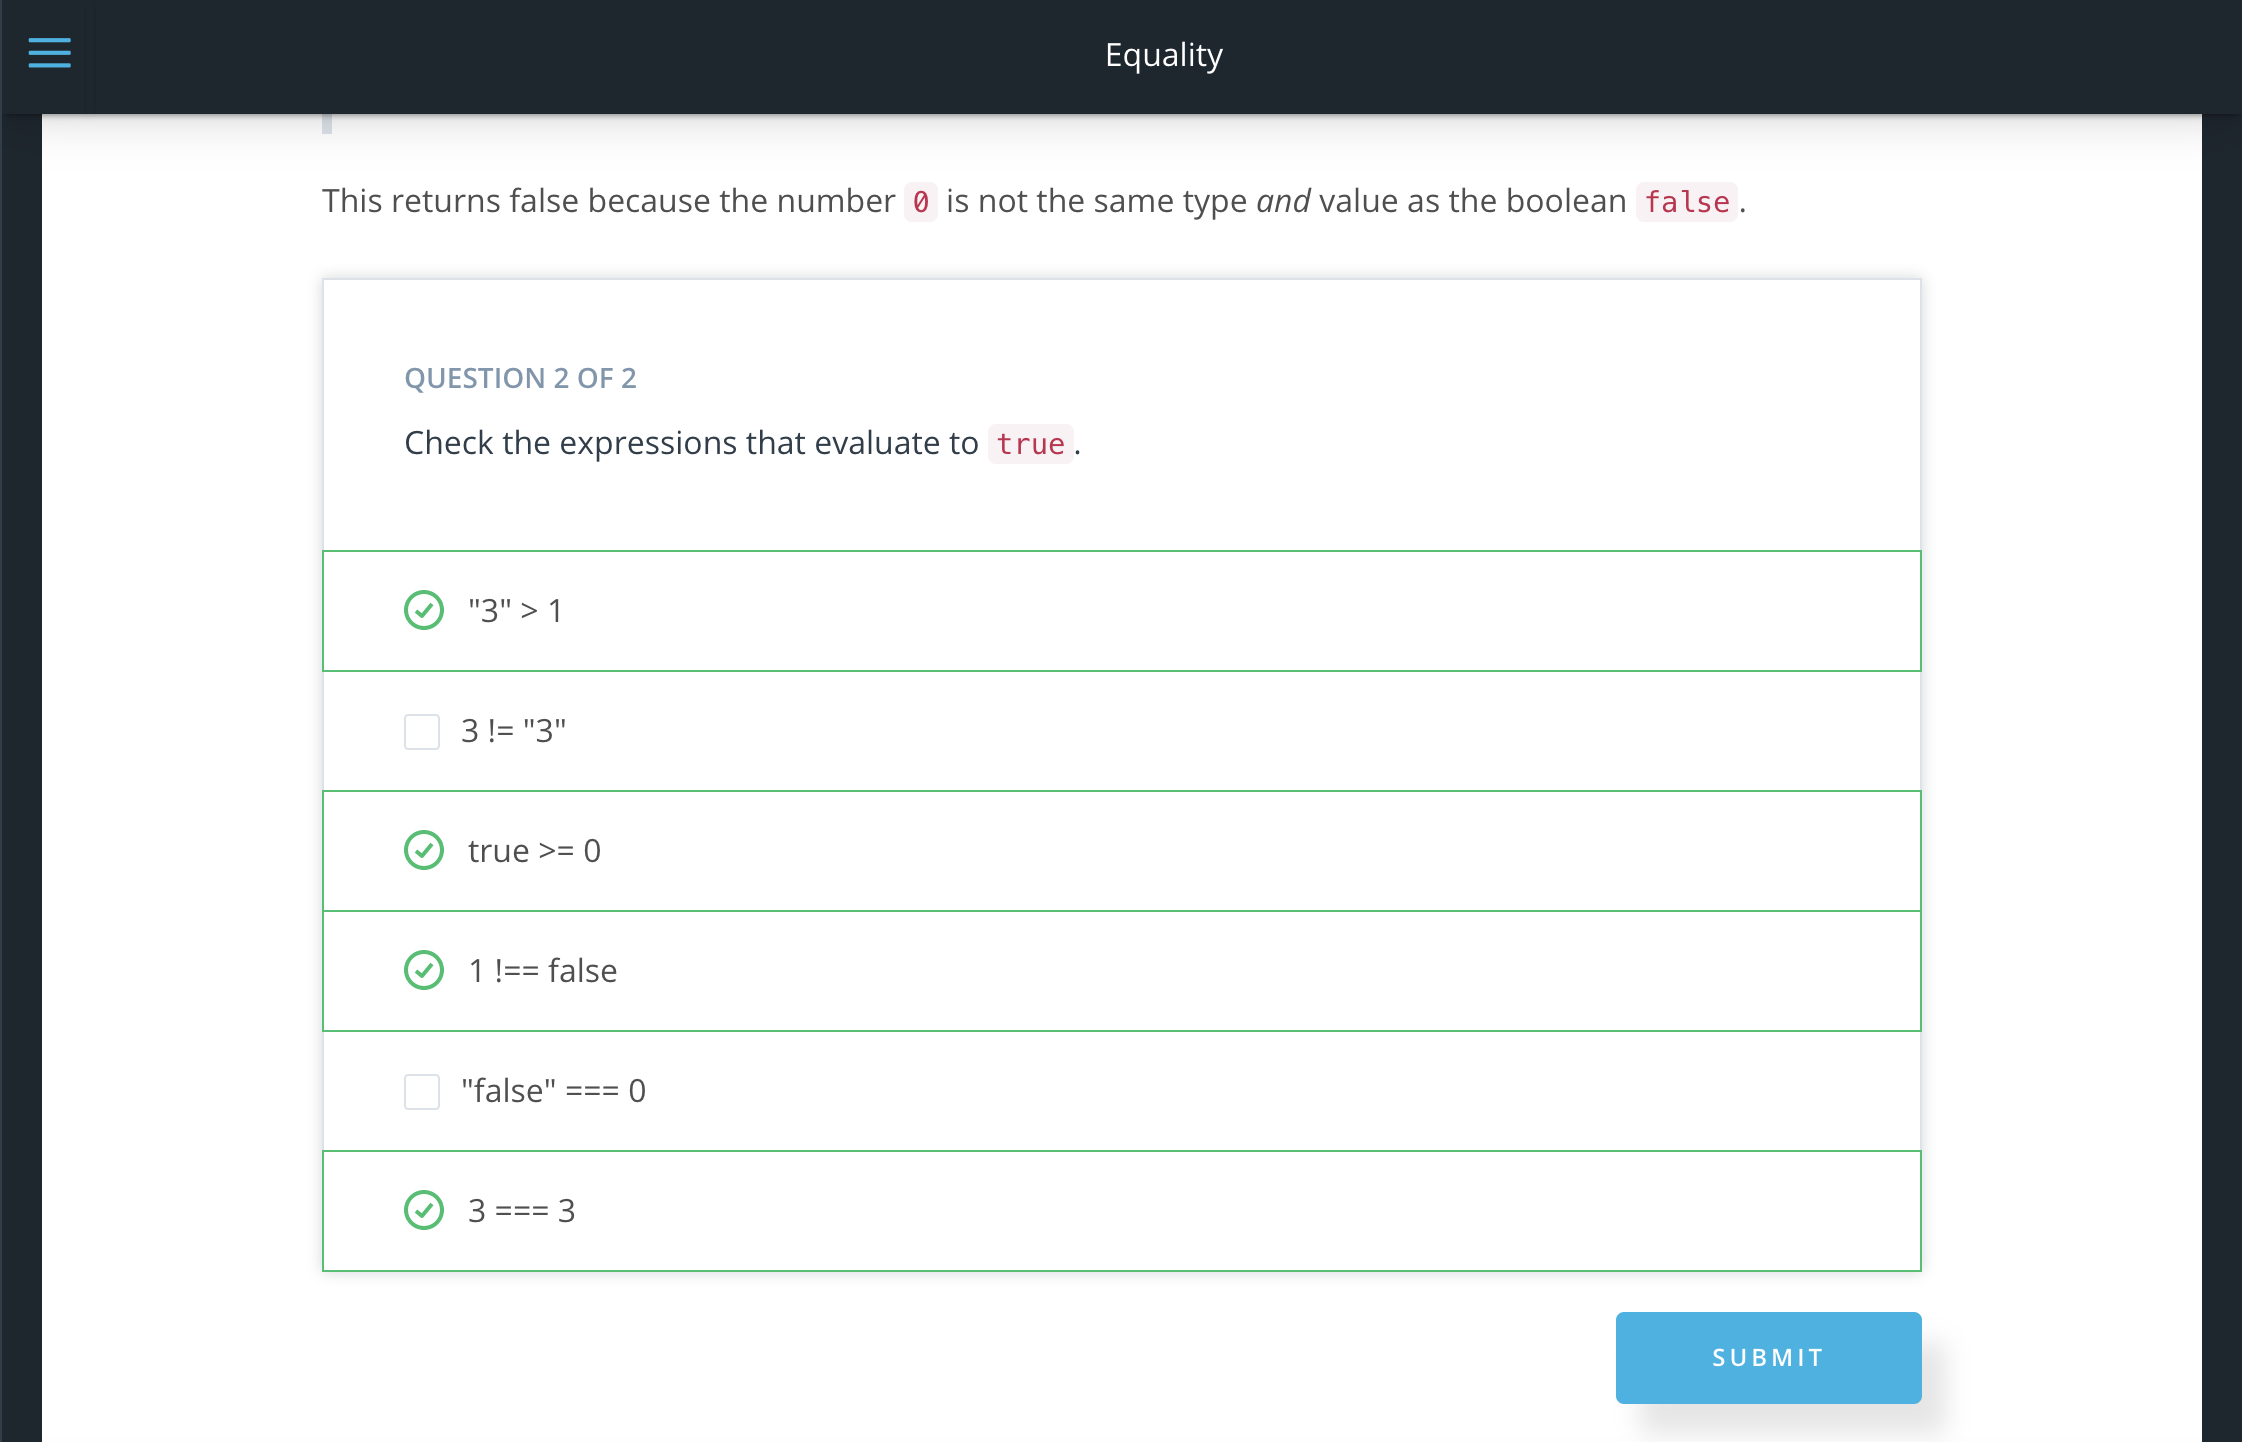 Equality
This returns false because the number 0 is not the same type and value as the boolean false.
QUESTION 2 OF 2
Check the expressions that evaluate to true.
"3" > 1
3 != "3"
true >= 0
1 !== false
"false" === 0
3 === 3
SUBMIT